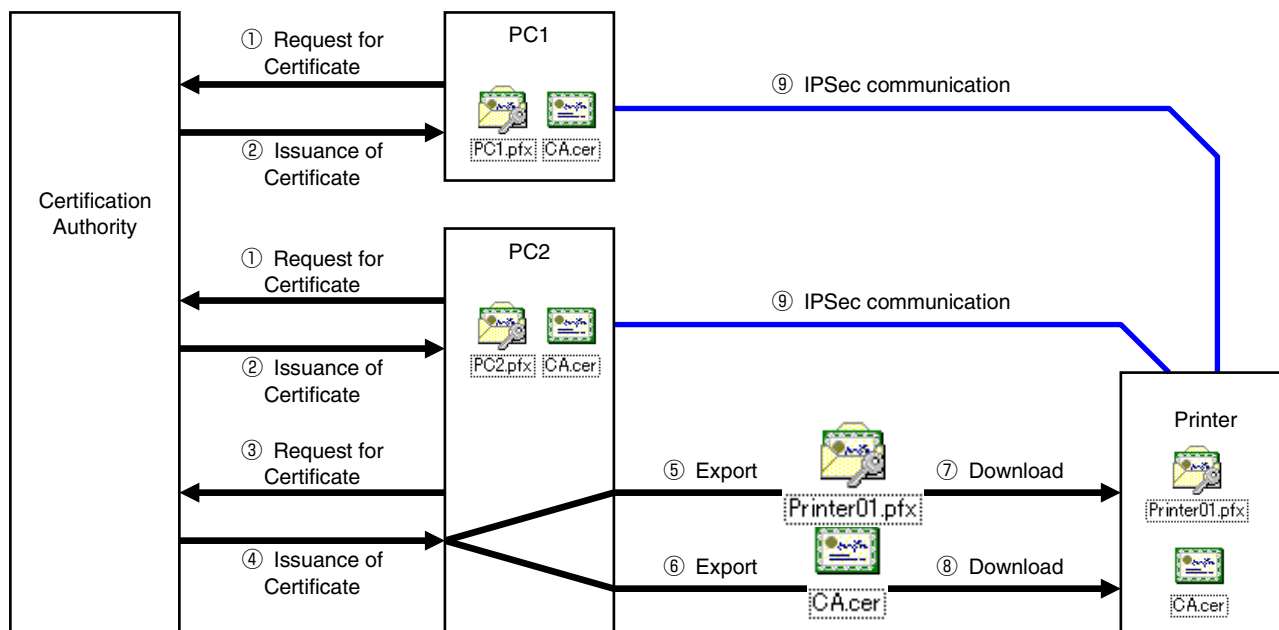 ① Request for
Certificate
PC1
⑨ IPSec communication
② Issuance of
Certificate
PC1.pfx
CA.cer
Certification
Authority
PC2
① Request for
Certificate
⑨ IPSec communication
② Issuance of
Certificate
PC2.pfx
CA.cer
Printer
③ Request for
Certificate
⑤ Export
⑦ Download
Printer01.pfx
Printer01.pfx
④ Issuance of
Certificate
⑥ Export
⑧ Download
CA.cer
CA.cer